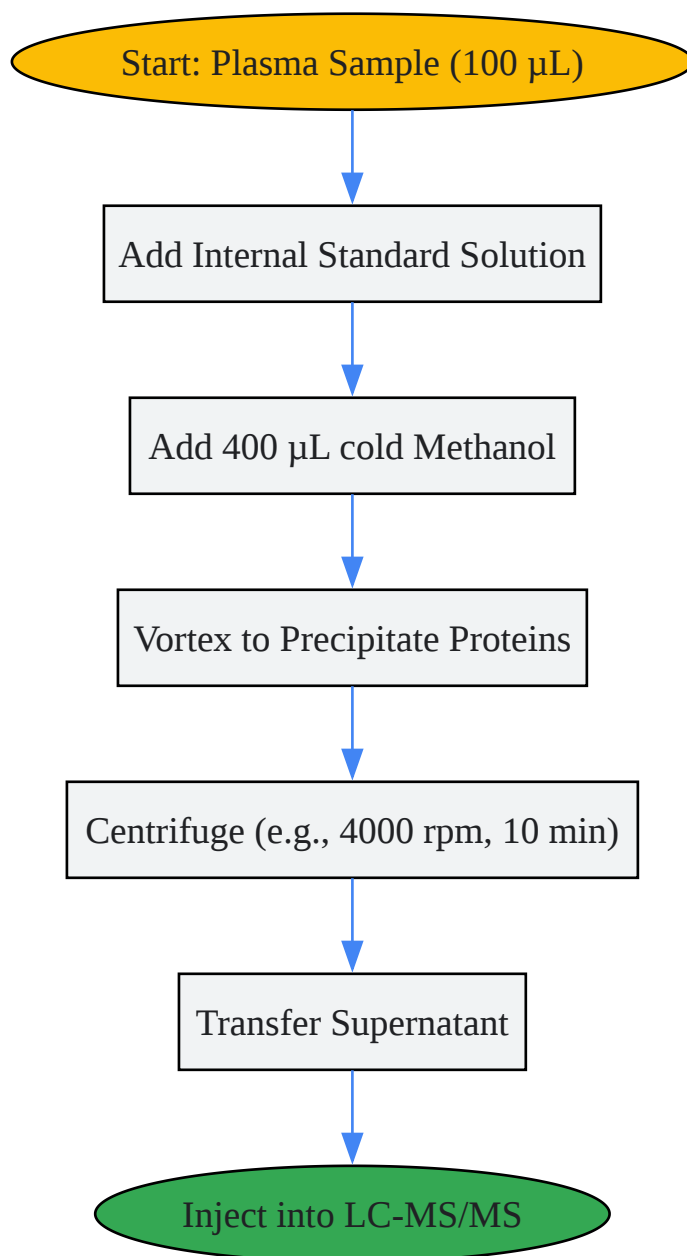 Start: Plasma Sample (100 µL)
Add Internal Standard Solution
Add 400 µL cold Methanol
Vortex to Precipitate Proteins
Centrifuge (e.g., 4000 rpm, 10 min)
Transfer Supernatant
Inject into LC-MS/MS